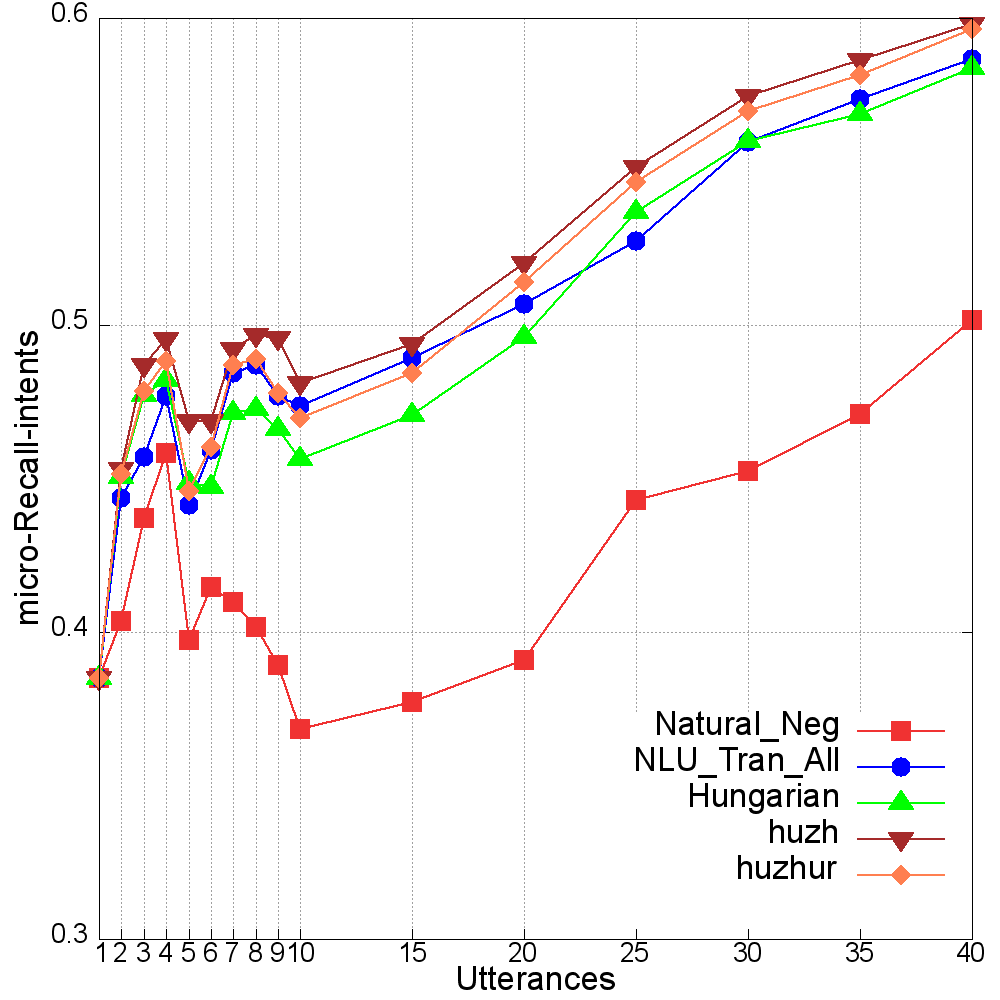 0.6
0.5
0.4
0.3
micro-Recall-intents
Natural_Neg
NLU_Tran_All
Hungarian
huzh
huzhur
1 2 3 4 5 6 7 8 9 10 15 20 25 30 35 40
Utterances